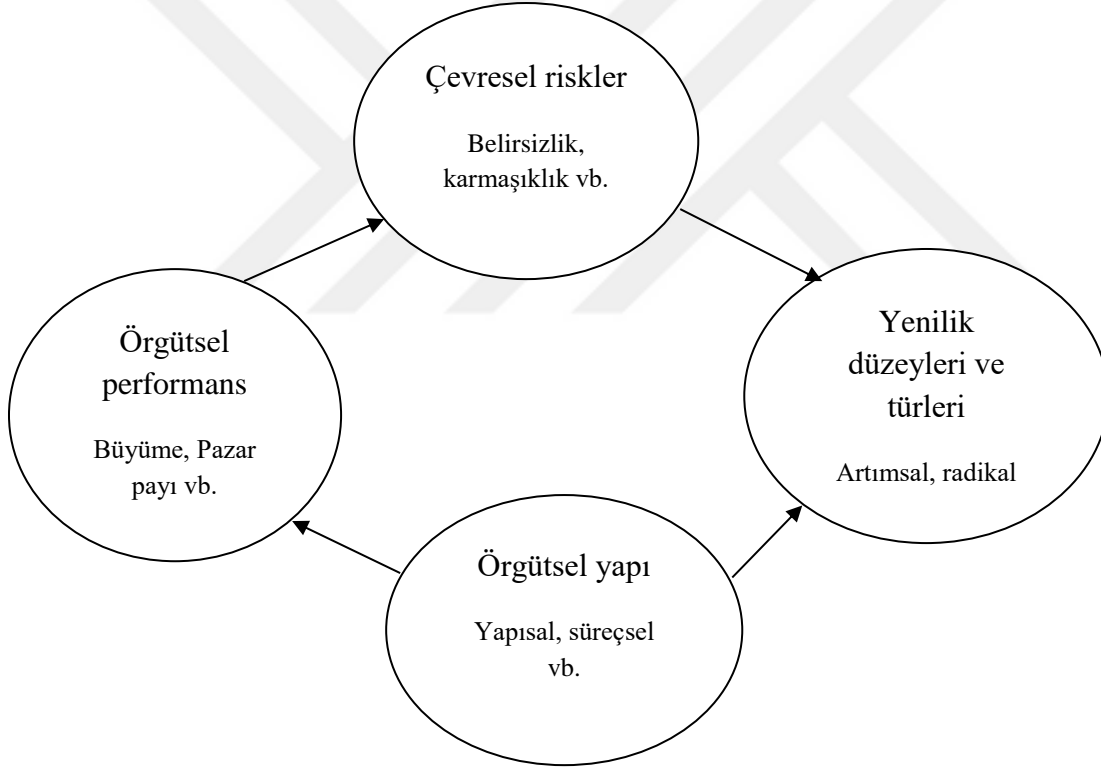 Çevresel riskler
Belirsizlik,
karmaşıklık vb.
Örgütsel
performans
Büyüme, Pazar
payı vb.
Yenilik
düzeyleri ve
türleri
Artımsal, radikal
Örgütsel yapı
Yapısal, süreçsel
vb.